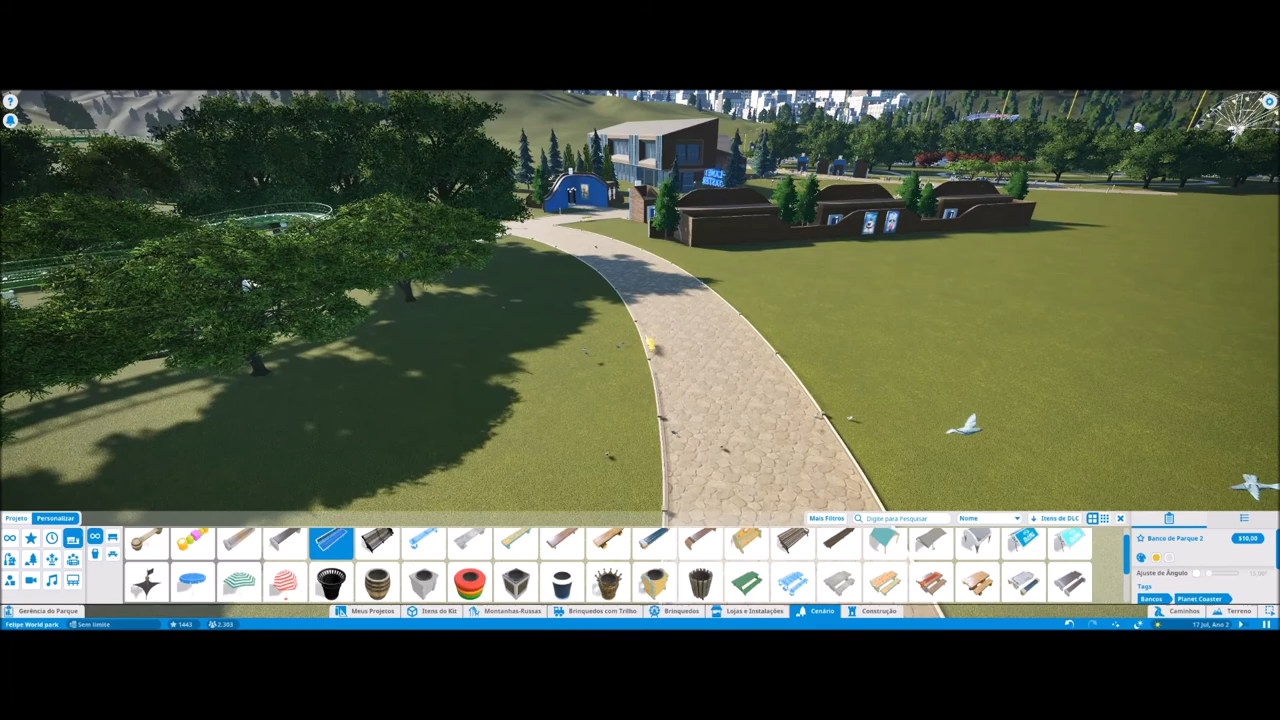 Projeto Personalizar Mais Filtros Digite para Pesquisar Nome Itens de DLC
Banco de Parque 2 $10,00
Ajuste de Ângulo
Tags
Bancos Planet Coaster
Gerência do Parque Meus Projetos Itens do Kit Montanhas-Russas Brinquedos com Trilho Brinquedos Lojas e Instalações Cenário Construção Caminhos Terreno
Felipe World park Sem limite 1443 2.303 17 Jul, Ano 2